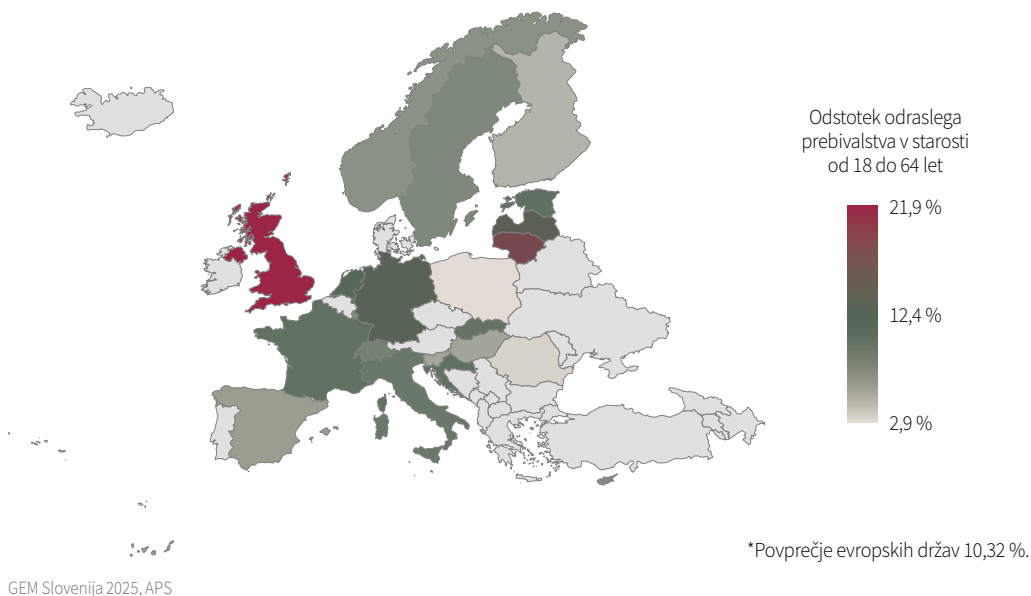 Odstotek odraslega
prebivalstva v starosti
od 18 do 64 let
21,9 %
12,4 %
2,9 %
*Povprečje evropskih držav 10,32 %.
GEM Slovenija 2025, APS